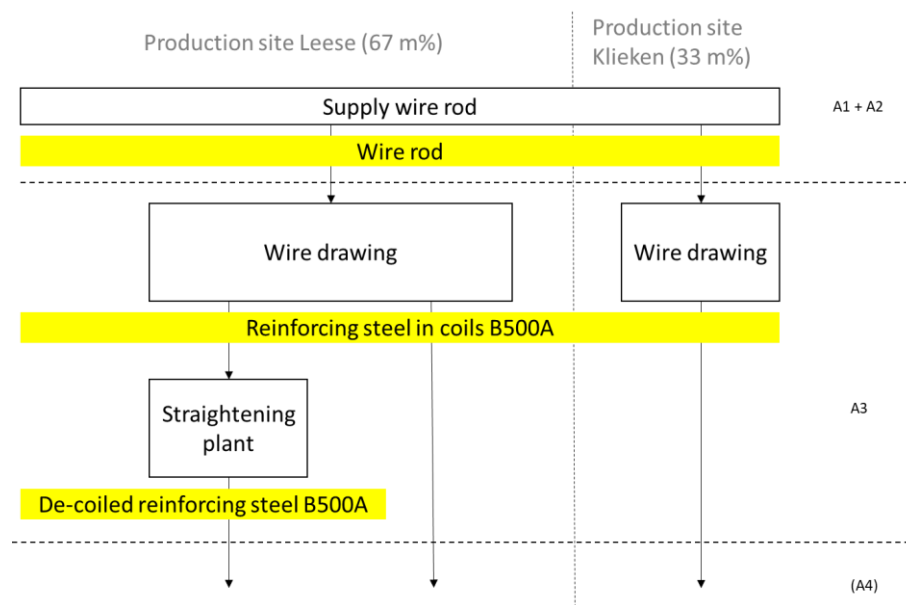 Production site Leese (67 m%)
Production site
Klieken (33 m%)
Supply wire rod
A1 + A2
Wire rod
Wire drawing
Wire drawing
Reinforcing steel in coils B500A
Straightening
plant
A3
De-coiled reinforcing steel B500A
(A4)